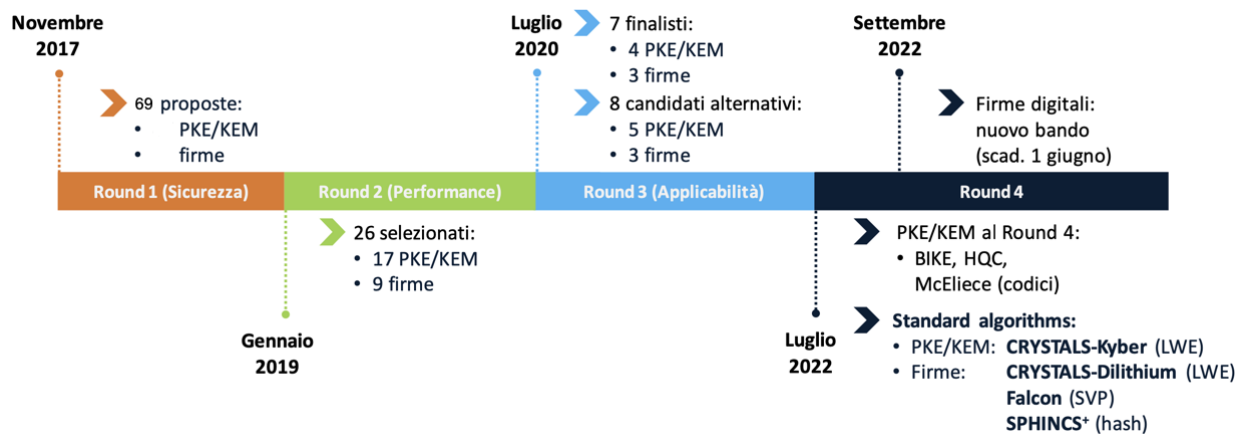 Novembre
2017
69 proposte:
• PKE/KEM
• firme
Luglio
2020
7 finalisti:
• 4 PKE/KEM
• 3 firme
8 candidati alternativi:
• 5 PKE/KEM
• 3 firme
Settembre
2022
Firme digitali:
nuovo bando
(scad. 1 giugno)
Round 1 (Sicurezza)
Round 2 (Performance)
Round 3 (Applicabilità)
Round 4
Gennaio
2019
26 selezionati:
• 17 PKE/KEM
• 9 firme
Luglio
2022
PKE/KEM al Round 4:
• BIKE, HQC,
McEliece (codici)
Standard algorithms:
• PKE/KEM: CRYSTALS-Kyber (LWE)
• Firme: CRYSTALS-Dilithium (LWE)
Falcon (SVP)
SPHINCS⁺ (hash)